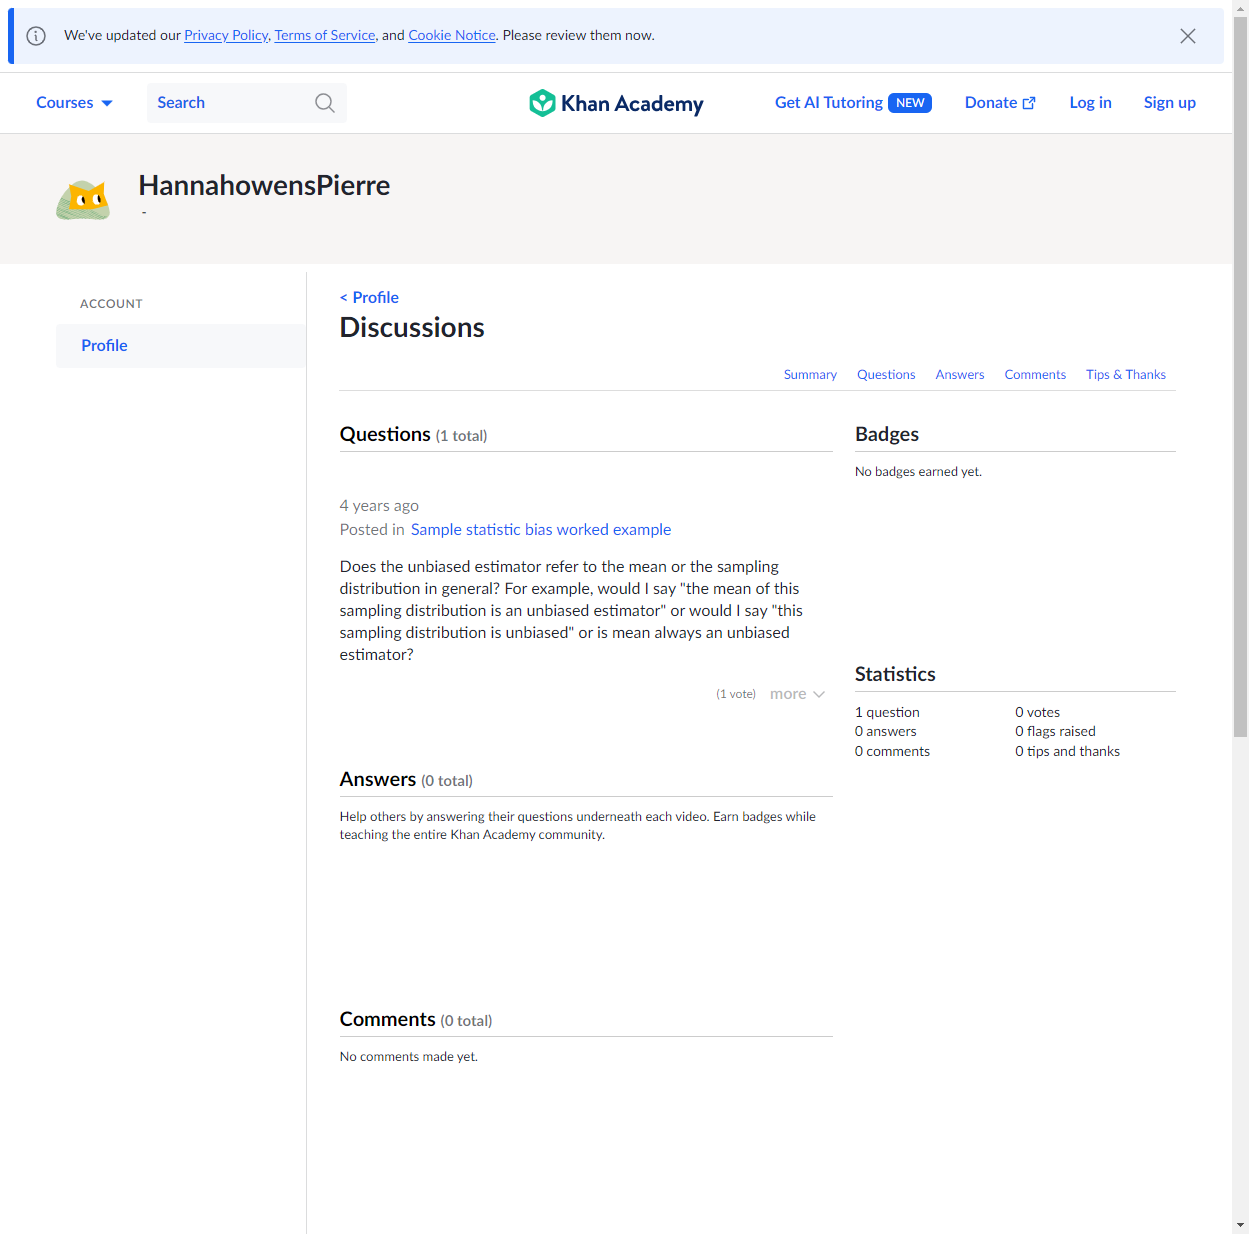 We've updated our Privacy Policy, Terms of Service, and Cookie Notice. Please review them now.
Courses
Search
Khan Academy
Get AI Tutoring NEW
Donate
Log in
Sign up
HannahowensPierre
-
ACCOUNT
Profile
< Profile
Discussions
Summary
Questions
Answers
Comments
Tips & Thanks
Questions (1 total)
4 years ago
Posted in Sample statistic bias worked example
Does the unbiased estimator refer to the mean or the sampling
distribution in general? For example, would I say "the mean of this
sampling distribution is an unbiased estimator" or would I say "this
sampling distribution is unbiased" or is mean always an unbiased
estimator?
(1 vote) more
Badges
No badges earned yet.
Statistics
1 question
0 votes
0 answers
0 flags raised
0 comments
0 tips and thanks
Answers (0 total)
Help others by answering their questions underneath each video. Earn badges while
teaching the entire Khan Academy community.
Comments (0 total)
No comments made yet.